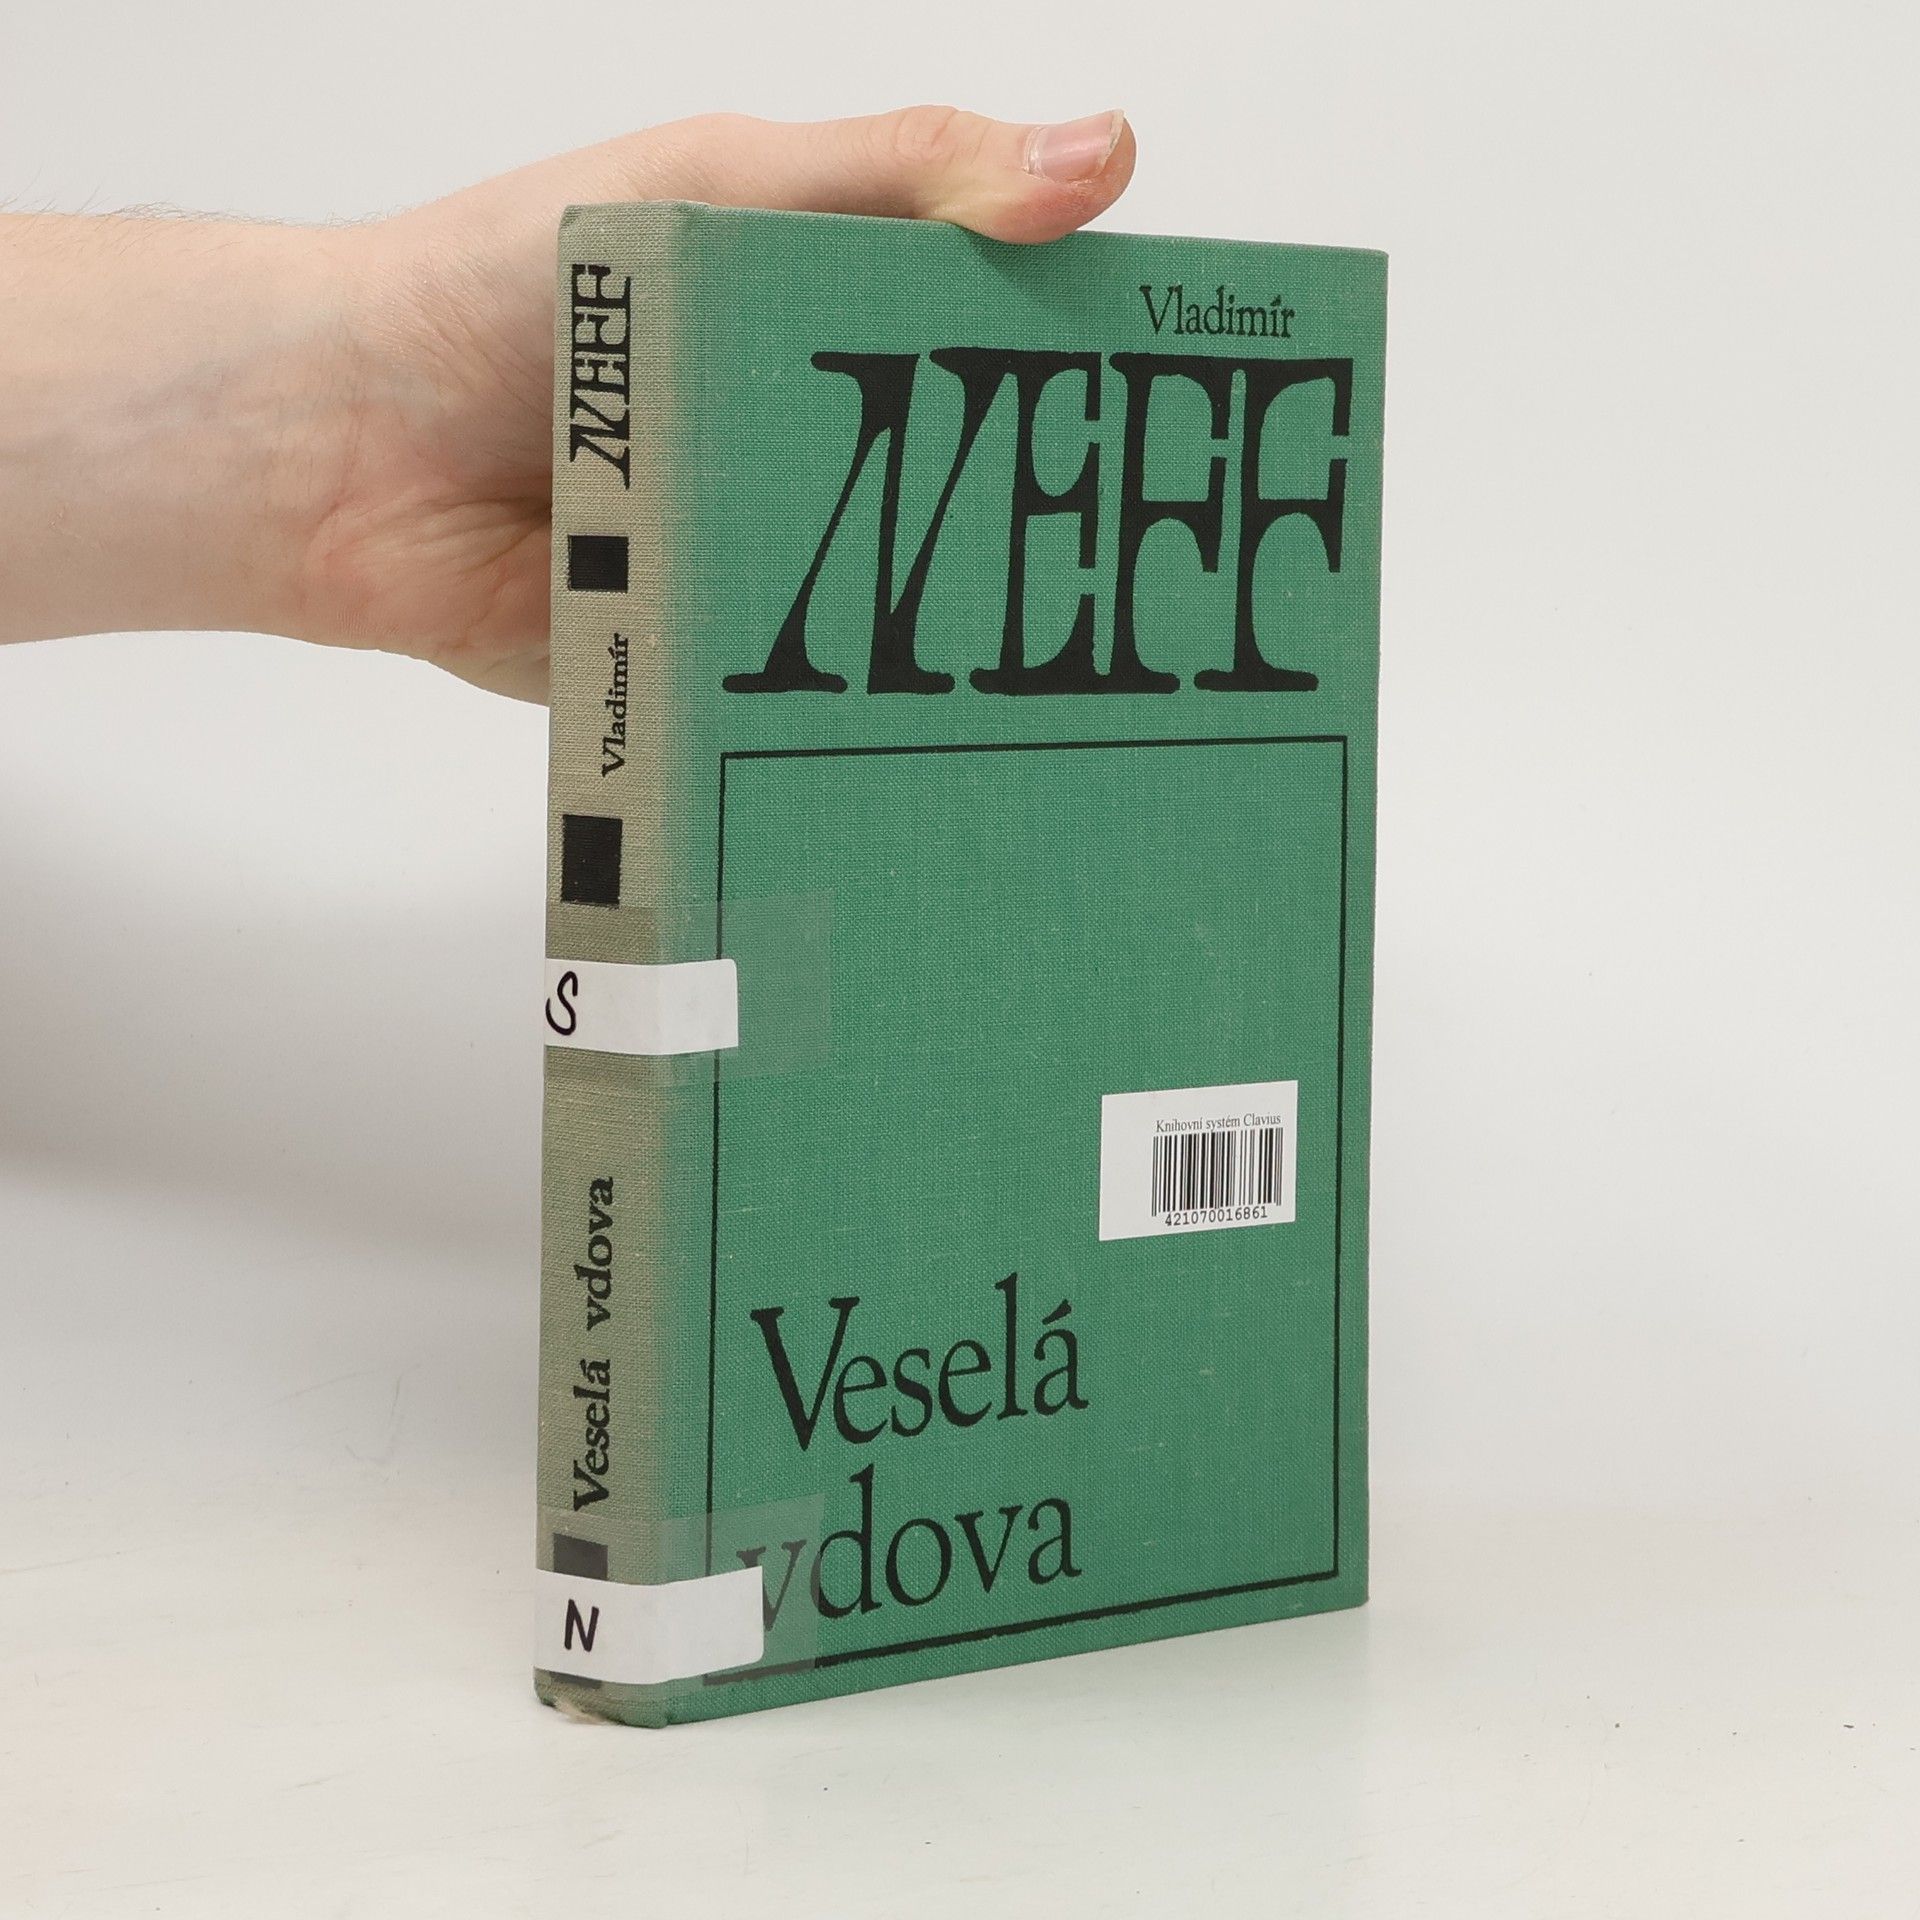 NEFF
Vladimír
S
Veselá vdova
N
Vladimír
NEFF
Knihovní systém Clavius
421070016861
Veselá
vdova